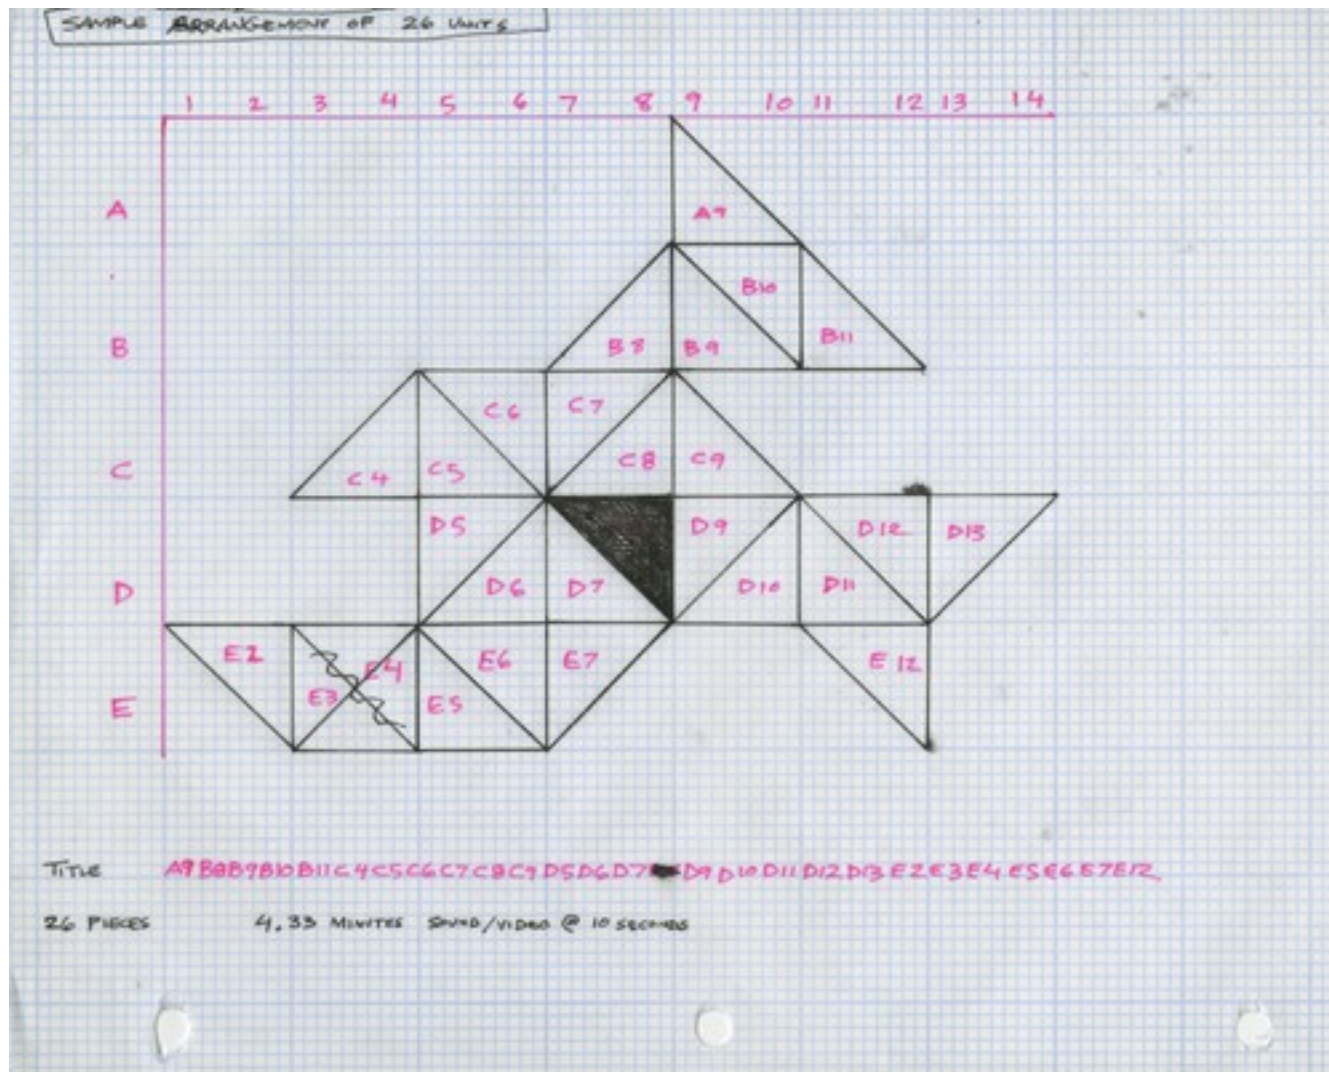 SAMPLE ARRANGEMENT OF 26 UNITS
1 2 3 4 5 6 7 8 9 10 11 12 13 14
A
A9
B10
B
B8 B9 B11
C6 C7
C
C4 C5 C8 C9
D5 D9 D12 D13
D
D6 D7 D10 D11
E2 E4 E6 E7 E12
E
E3 E5
TITLE A9B8B9B10B11C4C5C6C7C8C9D5D6D7 D9D10D11D12D13E2E3E4E5E6E7E12
26 PIECES 4.33 MINUTES SOUND/VIDEO @ 10 SECONDS